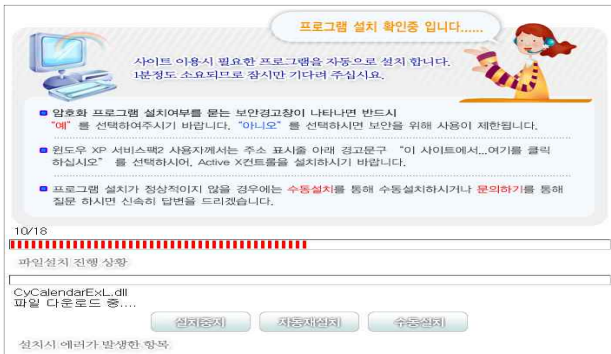 프로그램 설치 확인중 입니다......
사이트 이용시 필요한 프로그램을 자동으로 설치 합니다.
1분정도 소요되므로 잠시만 기다려 주십시요.
암호화 프로그램 설치여부를 묻는 보안경고창이 나타나면 반드시
"예" 를 선택하여주시기 바랍니다. "아니오" 를 선택하시면 보안을 위해 사용이 제한됩니다.
윈도우 XP 서비스팩2 사용자께서는 주소 표시줄 아래 경고문구 "이 사이트에서...여기를 클릭
하십시오" 를 선택하시어, Active X컨트롤을 설치하시기 바랍니다.
프로그램 설치가 정상적이지 않을 경우에는 수동설치를 통해 수동설치하시거나 문의하기를 통해
질문 하시면 신속히 답변을 드리겠습니다.
10/18
파일설치 진행 상황
CyCalendarExL.dll
파일 다운로드 중....
설치중지 자동재설치 수동설치
설치시 에러가 발생한 항목